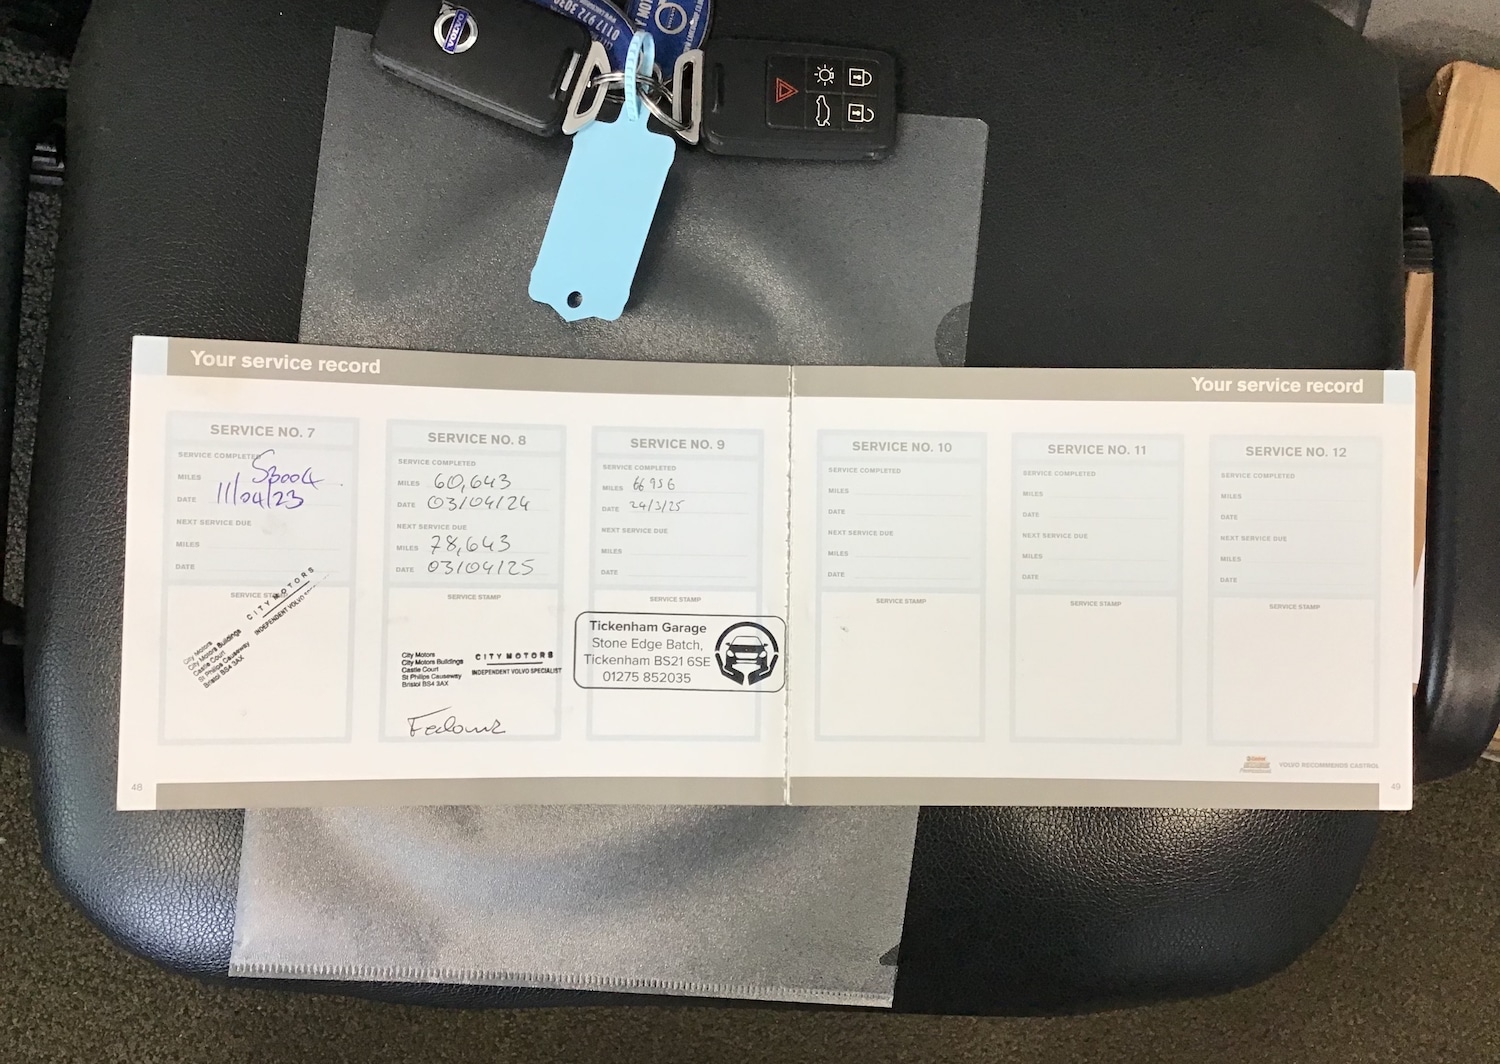 VOLVO
0117 972 303
Your service record
SERVICE NO. 7
SERVICE COMPLETED
MILES 53004
DATE 11/04/23
NEXT SERVICE DUE
MILES
DATE
SERVICE STAMP
CITY MOTORS
INDEPENDENT VOLVO
City Motors
City Motors Buildings
Castle Court
St Philips Causeway
Bristol BS4 3AX
SERVICE NO. 8
SERVICE COMPLETED
MILES 60,643
DATE 03/04/24
NEXT SERVICE DUE
MILES 78,643
DATE 03/04/25
SERVICE STAMP
City Motors
City Motors Buildings
Castle Court
St Philips Causeway
Bristol BS4 3AX
CITY MOTORS
INDEPENDENT VOLVO SPECIALIST
SERVICE NO. 9
SERVICE COMPLETED
MILES 66956
DATE 24/3/25
NEXT SERVICE DUE
MILES
DATE
SERVICE STAMP
Tickenham Garage
Stone Edge Batch,
Tickenham BS21 6SE
01275 852035
48
Your service record
SERVICE NO. 10
SERVICE COMPLETED
MILES
DATE
NEXT SERVICE DUE
MILES
DATE
SERVICE STAMP
SERVICE NO. 11
SERVICE COMPLETED
MILES
DATE
NEXT SERVICE DUE
MILES
DATE
SERVICE STAMP
SERVICE NO. 12
SERVICE COMPLETED
MILES
DATE
NEXT SERVICE DUE
MILES
DATE
SERVICE STAMP
Castrol
VOLVO RECOMMENDS CASTROL
49